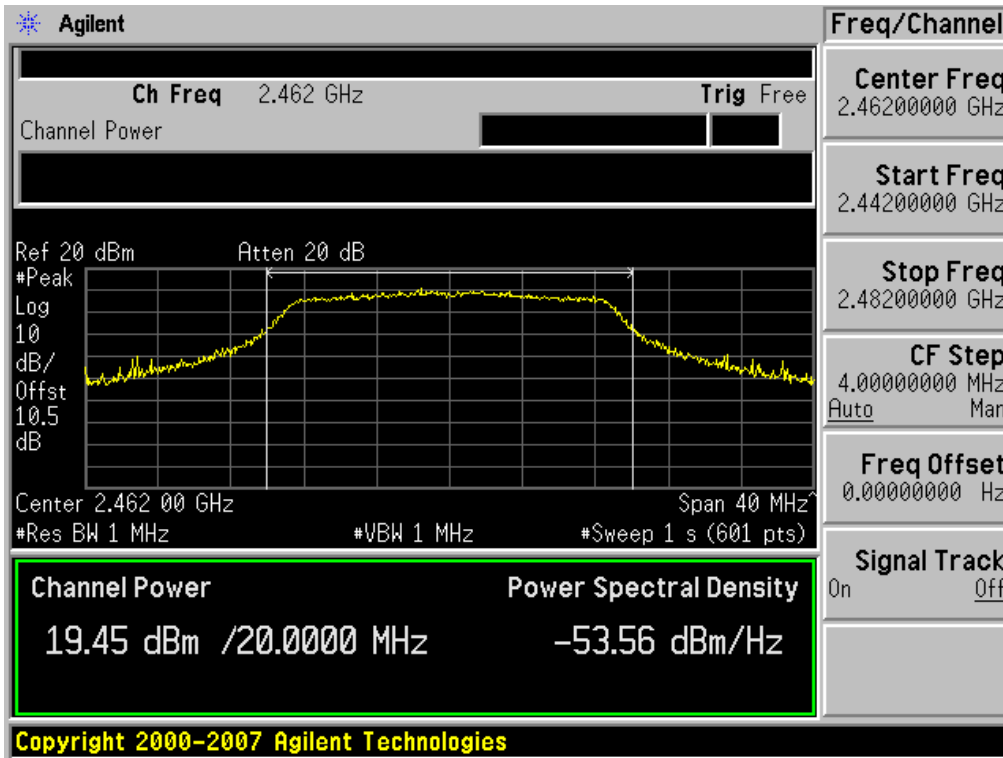 Agilent
Freq/Channel
Ch Freq 2.462 GHz Trig Free
Channel Power
Center Freq
2.46200000 GHz
Start Freq
2.44200000 GHz
Stop Freq
2.48200000 GHz
CF Step
4.00000000 MHz
Auto Man
Freq Offset
0.00000000 Hz
Signal Track
On Off
Ref 20 dBm Atten 20 dB
#Peak
Log
10
dB/
Offst
10.5
dB
Center 2.462 00 GHz Span 40 MHz^
#Res BW 1 MHz #VBW 1 MHz #Sweep 1 s (601 pts)
Channel Power Power Spectral Density
19.45 dBm /20.0000 MHz -53.56 dBm/Hz
Copyright 2000-2007 Agilent Technologies